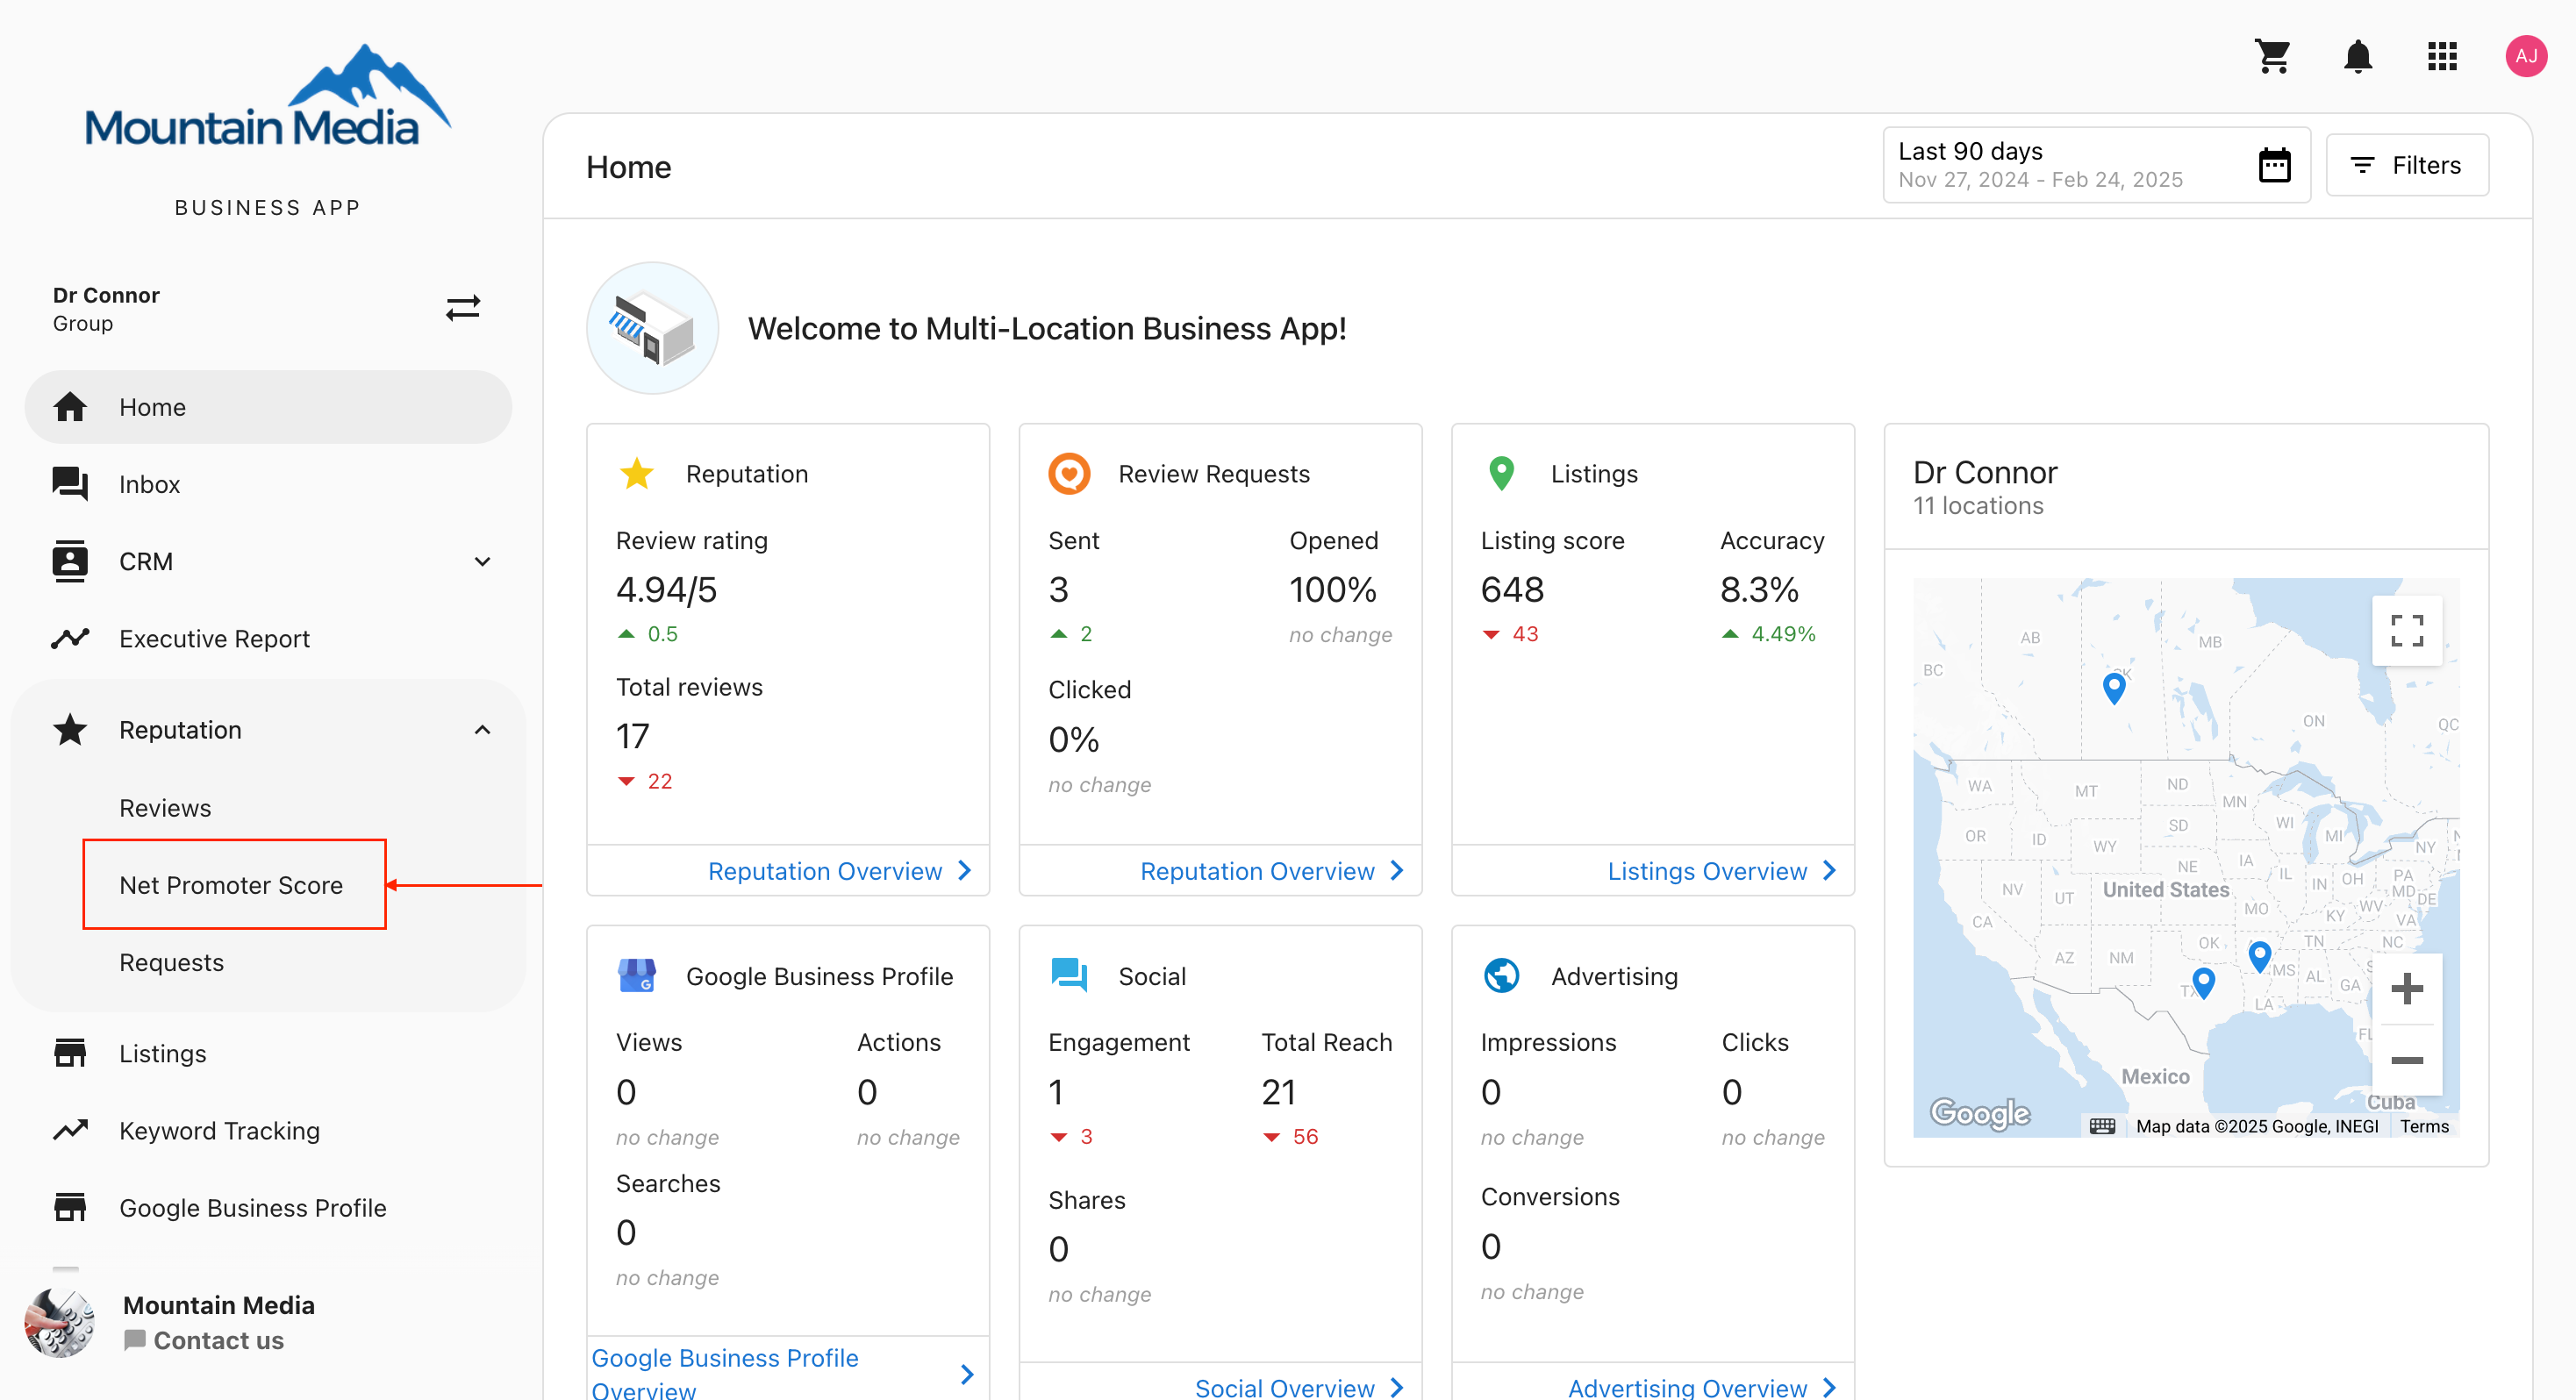 Mountain Media
BUSINESS APP
Dr Connor
Group
Home
Inbox
CRM
Executive Report
Reputation
Reviews
Net Promoter Score
Requests
Listings
Keyword Tracking
Google Business Profile
Mountain Media
Contact us
AJ
Home
Last 90 days
Nov 27, 2024 - Feb 24, 2025
Filters
Welcome to Multi-Location Business App!
Reputation
Review rating
4.94/5
0.5
Total reviews
17
22
Reputation Overview
Review Requests
Sent
Opened
3
100%
2
no change
Clicked
0%
no change
Reputation Overview
Listings
Listing score
Accuracy
648
8.3%
43
4.49%
Listings Overview
Dr Connor
11 locations
AB
MB
BC
ON
QC
WA
MT
ND
MN
OR
ID
SD
WI
MI
WY
NY
NE
IA
NV
UT
United States
IL
IN
OH
PA
MD
DE
CA
MO
KY
WV
VA
AZ
NM
OK
TN
NC
TX
MS
AL
GA
LA
FL
Mexico
Cuba
Google
Map data ©2025 Google, INEGI
Terms
Google Business Profile
Views
Actions
0
0
no change
no change
Searches
0
no change
Google Business Profile
Overview
Social
Engagement
Total Reach
1
21
3
56
Shares
0
no change
Social Overview
Advertising
Impressions
Clicks
0
0
no change
no change
Conversions
0
no change
Advertising Overview